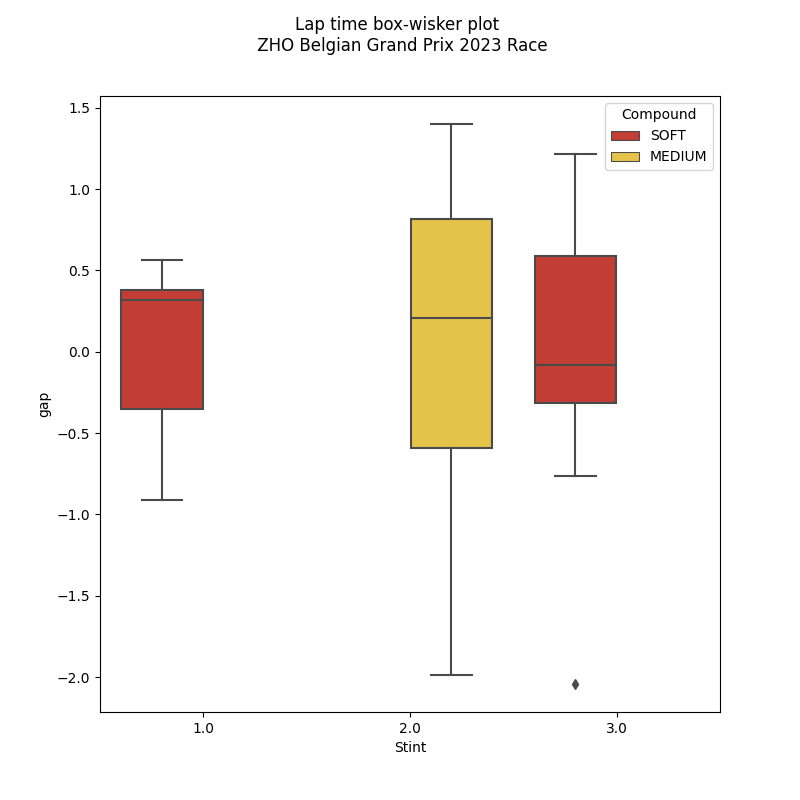 Lap time box-wisker plot
ZHO Belgian Grand Prix 2023 Race
Compound
SOFT
MEDIUM
1.5
1.0
0.5
0.0
−0.5
−1.0
−1.5
−2.0
gap
1.0 2.0 3.0
Stint